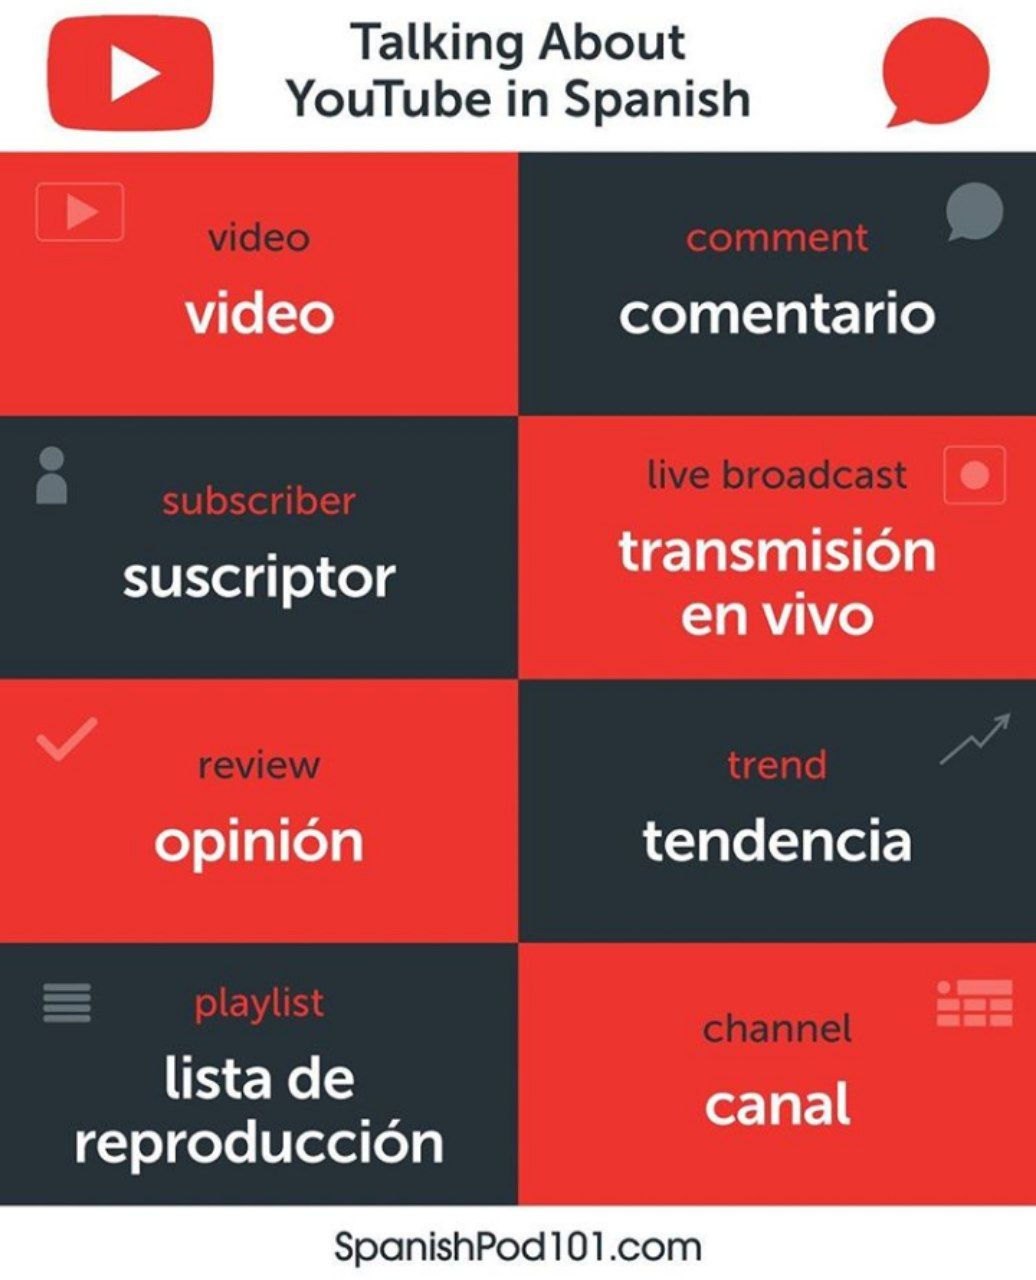 Talking About
YouTube in Spanish
video
video
comment
comentario
subscriber
suscriptor
live broadcast
transmisión
en vivo
review
opinión
trend
tendencia
playlist
lista de
reproducción
channel
canal
SpanishPod101.com